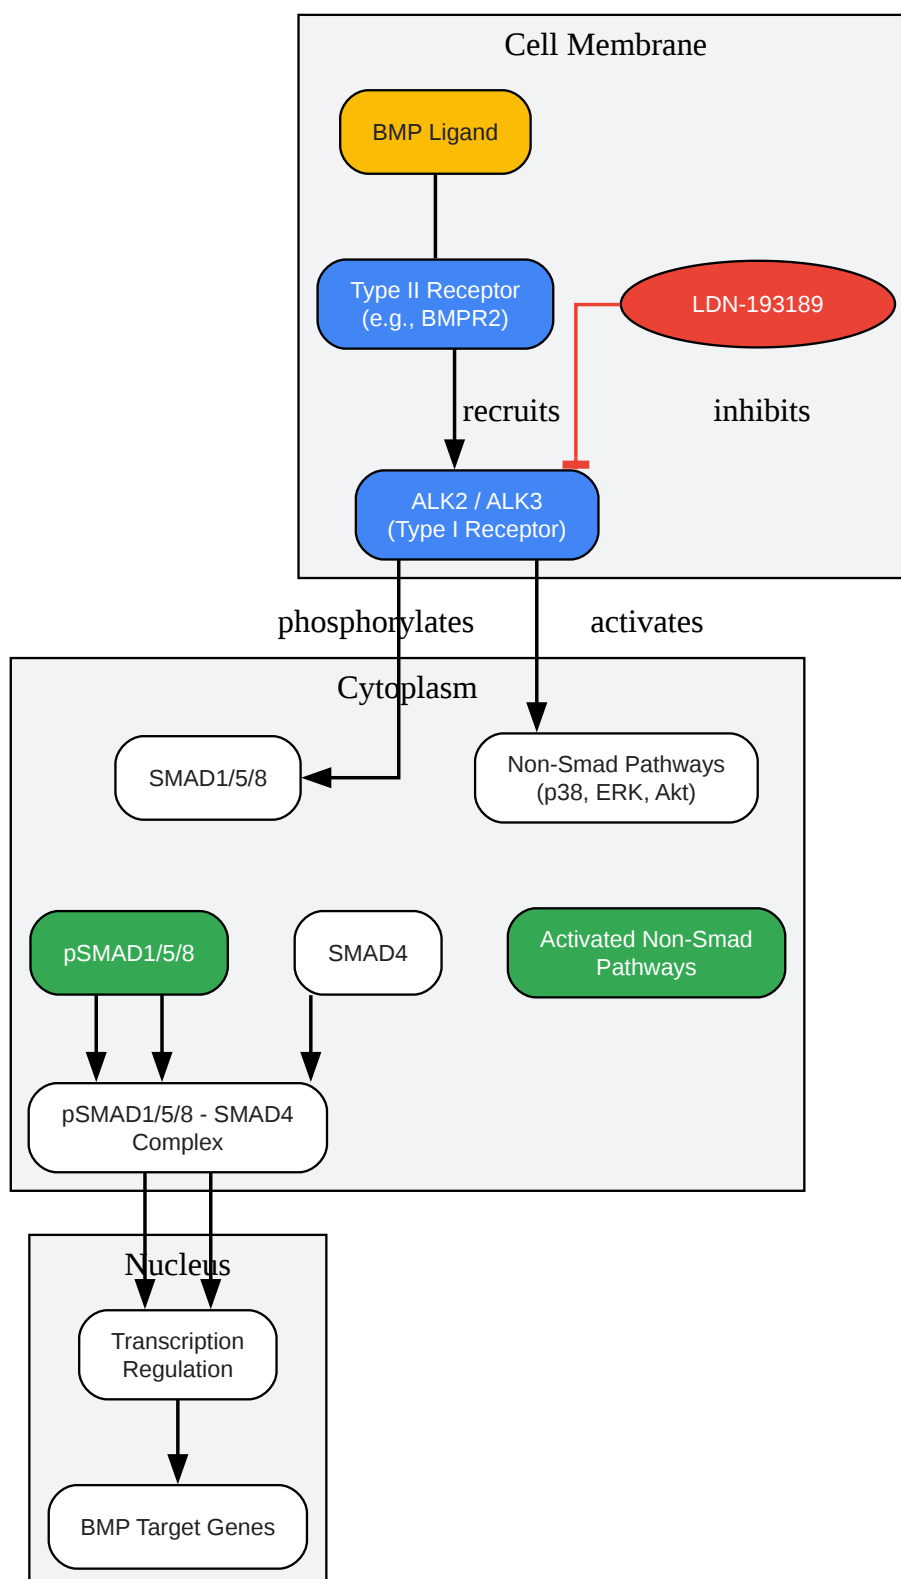 Cell Membrane
BMP Ligand
Type II Receptor
(e.g., BMPR2)
LDN-193189
recruits
inhibits
ALK2 / ALK3
(Type I Receptor)
phosphorylates
activates
Cytoplasm
SMAD1/5/8
Non-Smad Pathways
(p38, ERK, Akt)
pSMAD1/5/8
SMAD4
Activated Non-Smad
Pathways
pSMAD1/5/8 - SMAD4
Complex
Nucleus
Transcription
Regulation
BMP Target Genes